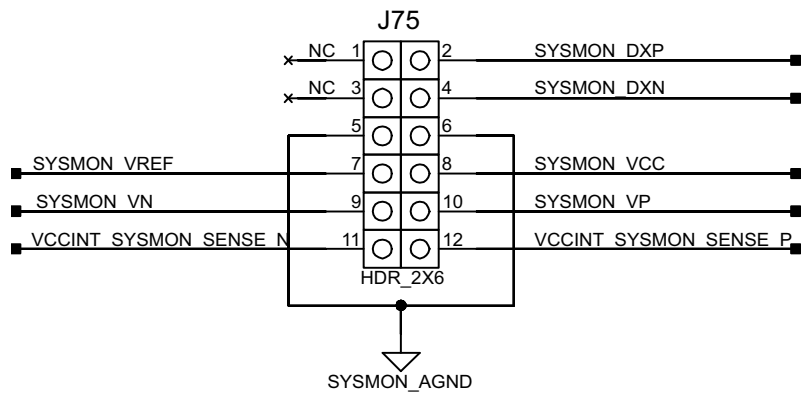 J75
NC 1 2 SYSMON_DXP
NC 3 4 SYSMON_DXN
5 6
SYSMON_VREF 7 8 SYSMON_VCC
SYSMON_VN 9 10 SYSMON_VP
VCCINT_SYSMON_SENSE_N 11 12 VCCINT_SYSMON_SENSE_P
HDR_2X6
SYSMON_AGND